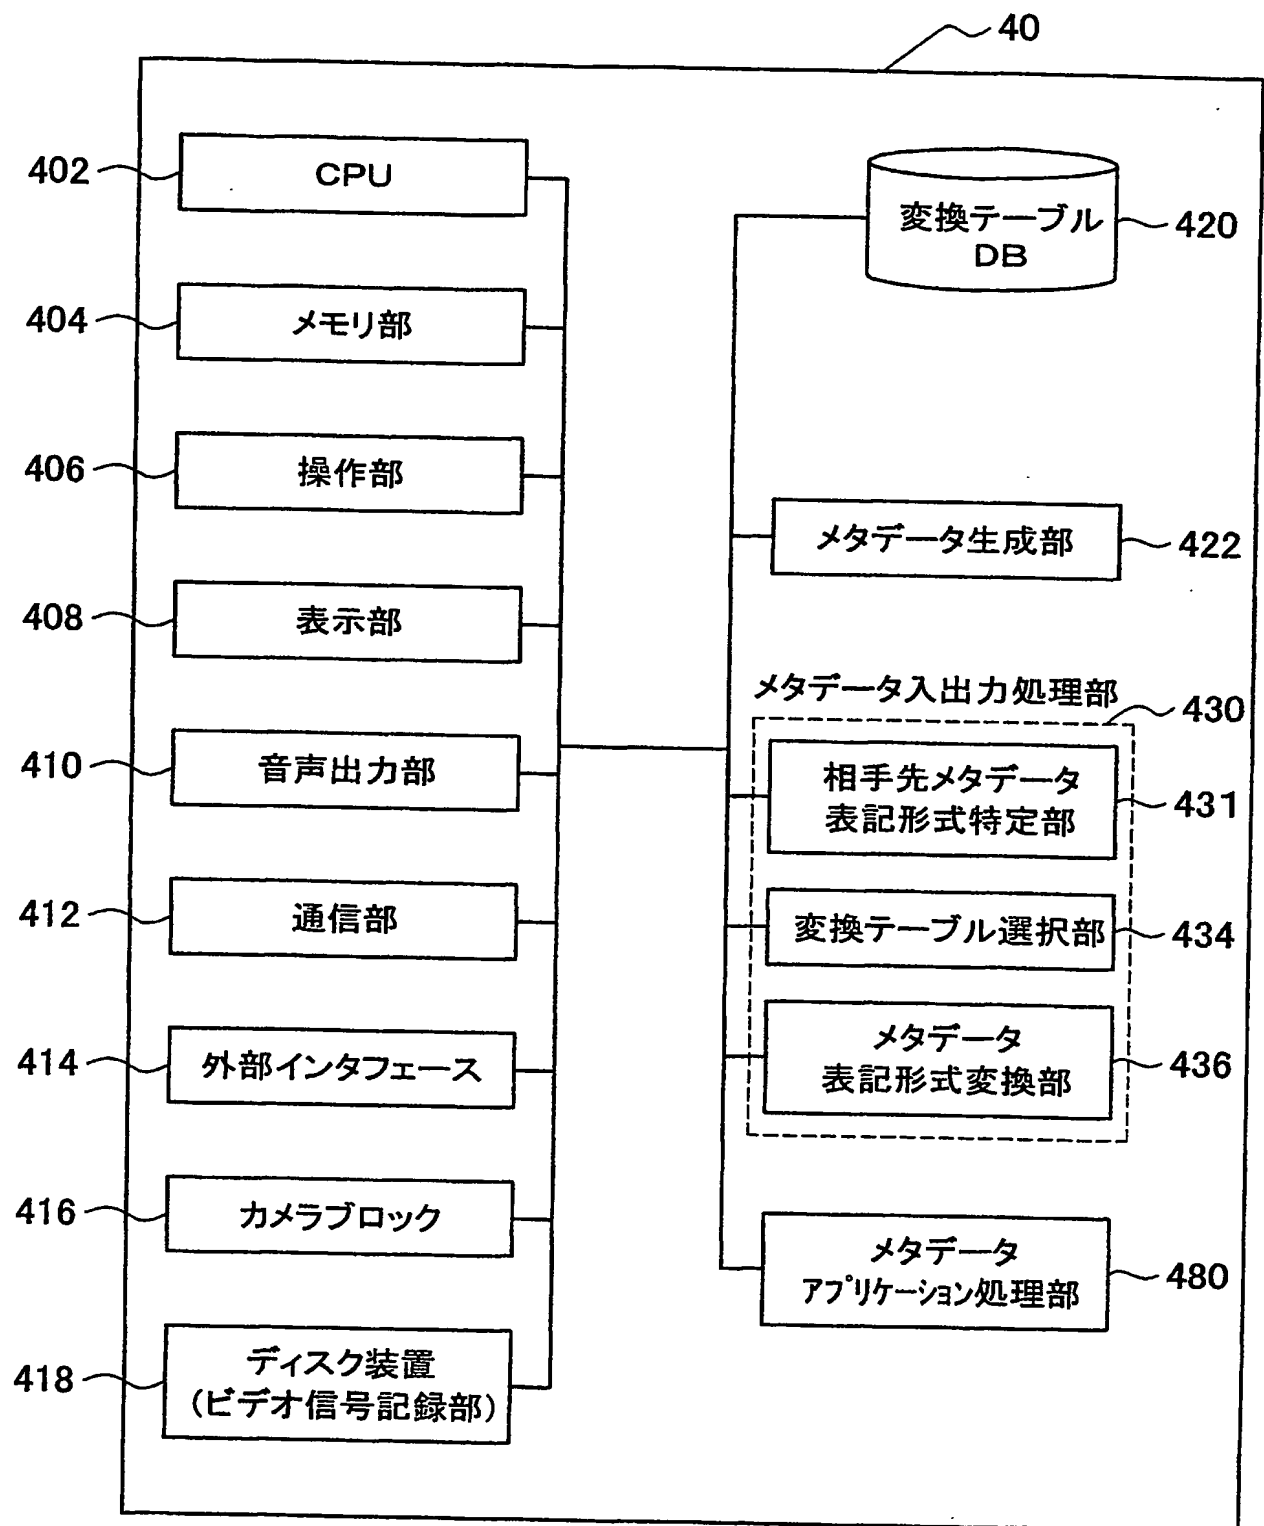 40
402
CPU
404
メモリ部
406
操作部
408
表示部
410
音声出力部
412
通信部
414
外部インタフェース
416
カメラブロック
418
ディスク装置
(ビデオ信号記録部)
変換テーブル
DB
420
メタデータ生成部
422
メタデータ入出力処理部
430
相手先メタデータ
表記形式特定部
431
変換テーブル選択部
434
メタデータ
表記形式変換部
436
メタデータ
アプリケーション処理部
480